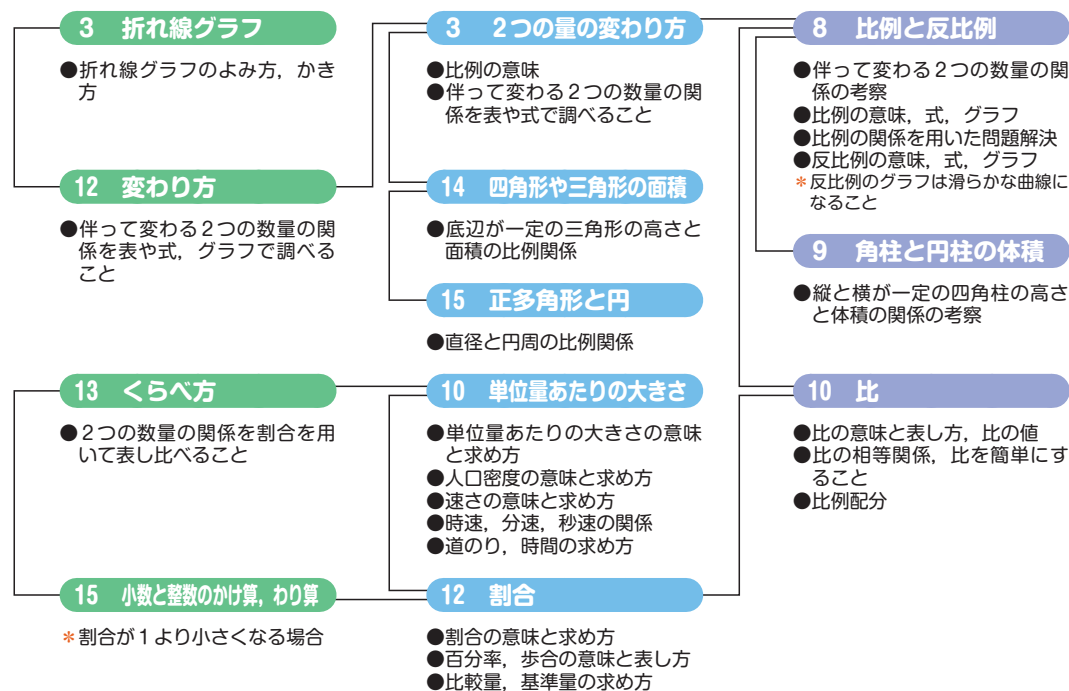 3 折れ線グラフ
●折れ線グラフのよみ方，かき
方
12 変わり方
●伴って変わる２つの数量の関
係を表や式，グラフで調べる
こと
13 くらべ方
●２つの数量の関係を割合を用
いて表し比べること
15 小数と整数のかけ算，わり算
＊割合が１より小さくなる場合
3 ２つの量の変わり方
●比例の意味
●伴って変わる２つの数量の関
係を表や式で調べること
14 四角形や三角形の面積
●底辺が一定の三角形の高さと
面積の比例関係
15 正多角形と円
●直径と円周の比例関係
10 単位量あたりの大きさ
●単位量あたりの大きさの意味
と求め方
●人口密度の意味と求め方
●速さの意味と求め方
●時速，分速，秒速の関係
●道のり，時間の求め方
12 割合
●割合の意味と求め方
●百分率，歩合の意味と表し方
●比較量，基準量の求め方
8 比例と反比例
●伴って変わる２つの数量の関
係の考察
●比例の意味，式，グラフ
●比例の関係を用いた問題解決
●反比例の意味，式，グラフ
＊反比例のグラフは滑らかな曲線に
なること
9 角柱と円柱の体積
●縦と横が一定の四角柱の高さ
と体積の関係の考察
10 比
●比の意味と表し方，比の値
●比の相等関係，比を簡単にす
ること
●比例配分